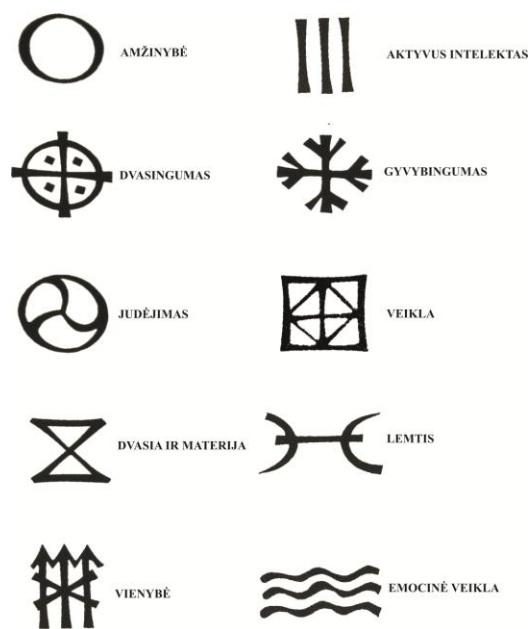 AMŽINYBĖ
AKTYVUS INTELEKTAS
DVASINGUMAS
GYVYBINGUMAS
JUDĖJIMAS
VEIKLA
DVASIA IR MATERIJA
LEMTIS
VIENYBĖ
EMOCINĖ VEIKLA